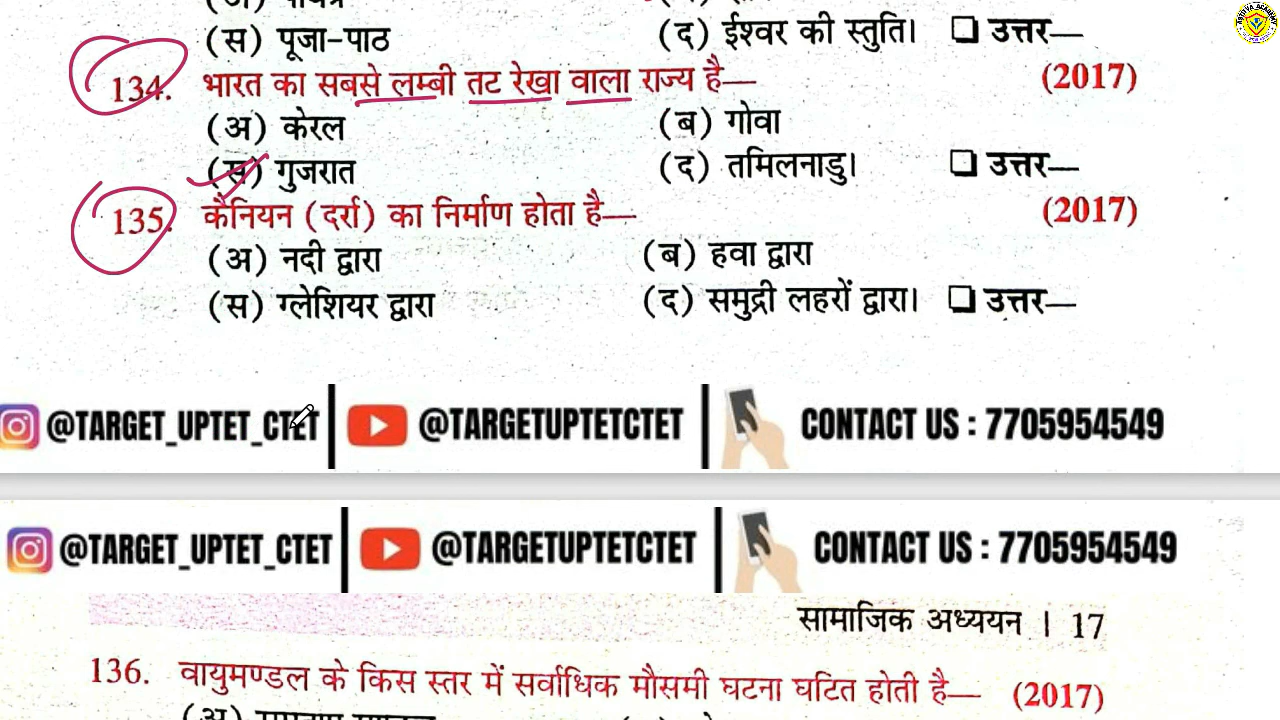 (स) पूजा-पाठ (द) ईश्वर की स्तुति। ❑ उत्तर—
134. भारत का सबसे लम्बी तट रेखा वाला राज्य है— (2017)
(अ) केरल (ब) गोवा
(स) गुजरात (द) तमिलनाडु। ❑ उत्तर—
135. कैनियन (दर्रा) का निर्माण होता है— (2017)
(अ) नदी द्वारा (ब) हवा द्वारा
(स) ग्लेशियर द्वारा (द) समुद्री लहरों द्वारा। ❑ उत्तर—
@TARGET_UPTET_CTET @TARGETUPTETCTET CONTACT US : 7705954549
@TARGET_UPTET_CTET @TARGETUPTETCTET CONTACT US : 7705954549
सामाजिक अध्ययन । 17
136. वायुमण्डल के किस स्तर में सर्वाधिक मौसमी घटना घटित होती है— (2017)